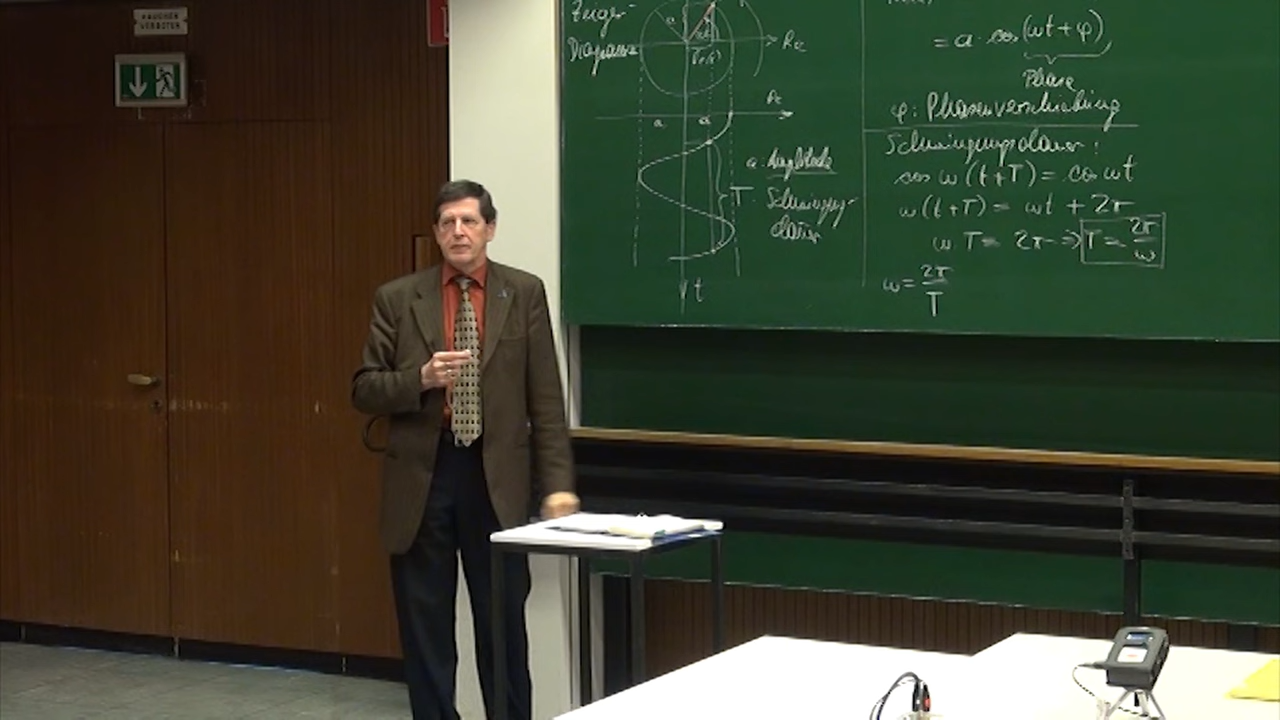 RAUCHEN
VERBOTEN
Zeiger-
Diagramm
Re
Re
a
a
a: Amplitude
T: Schwingungs-
dauer
t
= a · cos(ωt + φ)
Phase
φ: Phasenverschiebung
Schwingungsdauer:
cos ω(t+T) = cos ωt
ω(t+T) = ωt + 2π
ωT = 2π ⇒ T = 2π/ω
ω = 2π/T